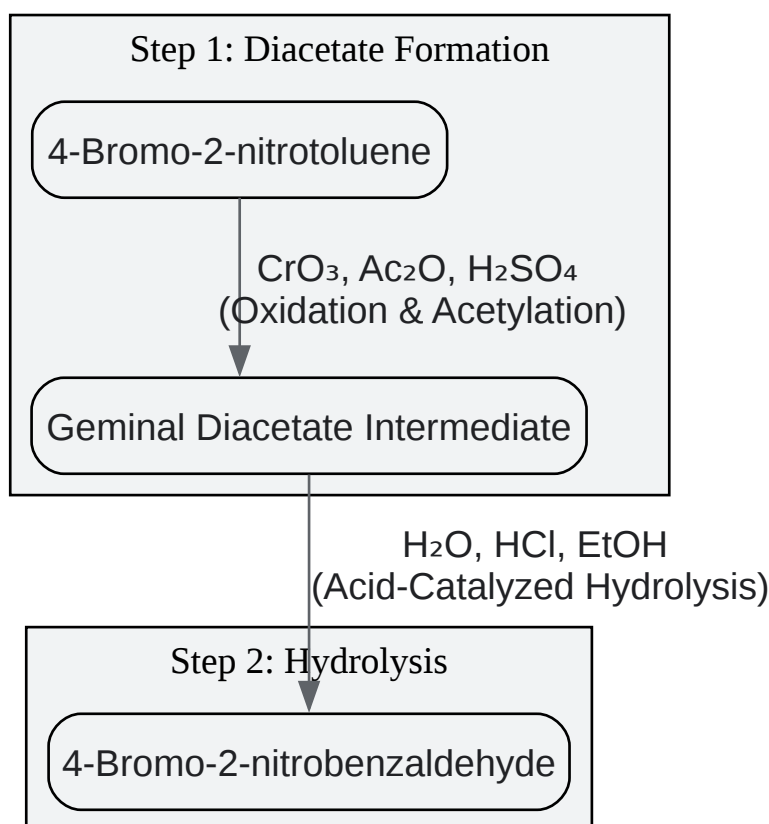 Step 1: Diacetate Formation
4-Bromo-2-nitrotoluene
CrO₃, Ac₂O, H₂SO₄
(Oxidation & Acetylation)
Geminal Diacetate Intermediate
H₂O, HCl, EtOH
(Acid-Catalyzed Hydrolysis)
Step 2: Hydrolysis
4-Bromo-2-nitrobenzaldehyde